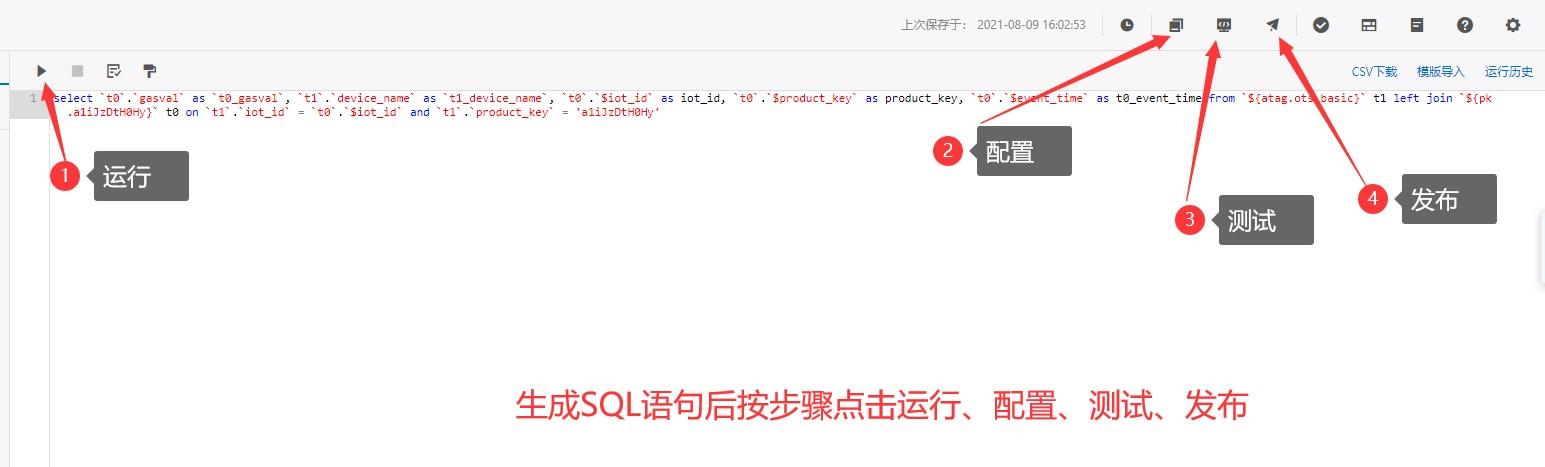 上次保存于： 2021-08-09 16:02:53
CSV下载 模版导入 运行历史
1 select `t0`.`gasval` as `t0_gasval`, `t1`.`device_name` as `t1_device_name`, `t0`.`$iot_id` as iot_id, `t0`.`$product_key` as product_key, `t0`.`$event_time` as t0_event_time from `${atag.ots_basic}` t1 left join `${pk
.a1iJzDtH0Hy}` t0 on `t1`.`iot_id` = `t0`.`$iot_id` and `t1`.`product_key` = 'a1iJzDtH0Hy'
1 运行
2 配置
3 测试
4 发布
生成SQL语句后按步骤点击运行、配置、测试、发布